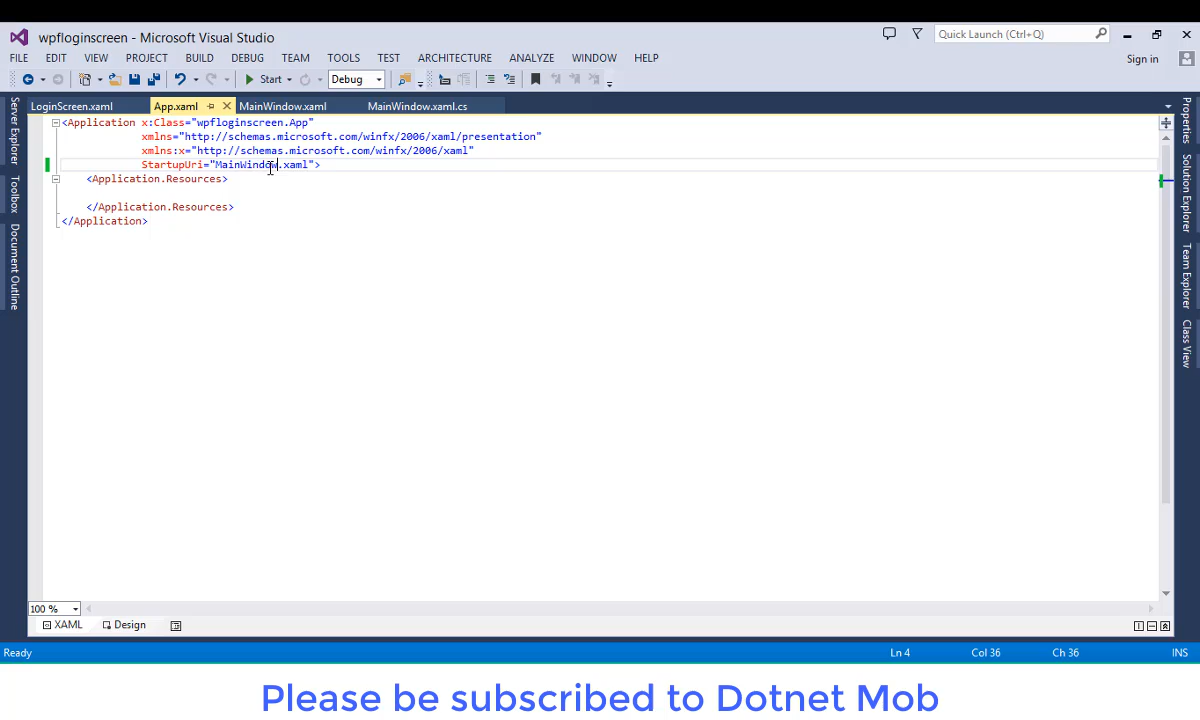 wpfloginscreen - Microsoft Visual Studio
Quick Launch (Ctrl+Q)
FILE EDIT VIEW PROJECT BUILD DEBUG TEAM TOOLS TEST ARCHITECTURE ANALYZE WINDOW HELP
Sign in
Start Debug
LoginScreen.xaml App.xaml MainWindow.xaml MainWindow.xaml.cs
Server Explorer
Toolbox
Document Outline
<Application x:Class="wpfloginscreen.App"
xmlns="http://schemas.microsoft.com/winfx/2006/xaml/presentation"
xmlns:x="http://schemas.microsoft.com/winfx/2006/xaml"
StartupUri="MainWindow.xaml">
<Application.Resources>
</Application.Resources>
</Application>
Properties
Solution Explorer
Team Explorer
Class View
100 %
XAML Design
Ready Ln 4 Col 36 Ch 36 INS
Please be subscribed to Dotnet Mob